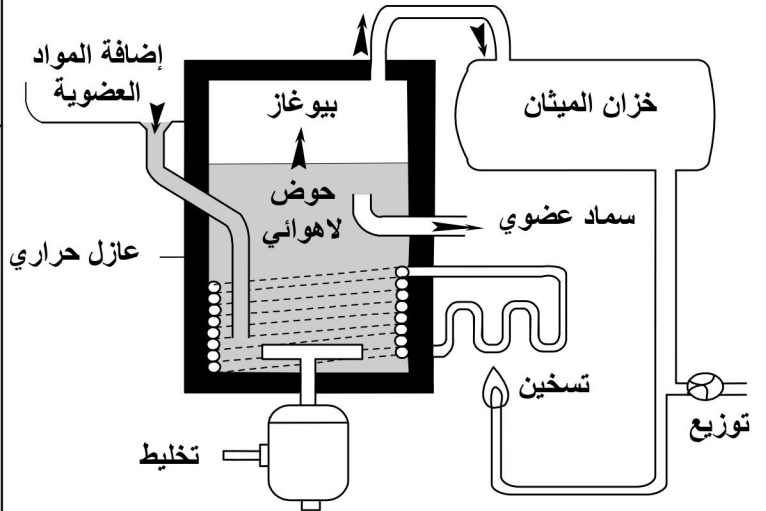 إضافة المواد
العضوية
بيوغاز
خزان الميثان
حوض
لاهوائي
سماد عضوي
عازل حراري
تسخين
توزيع
تخليط